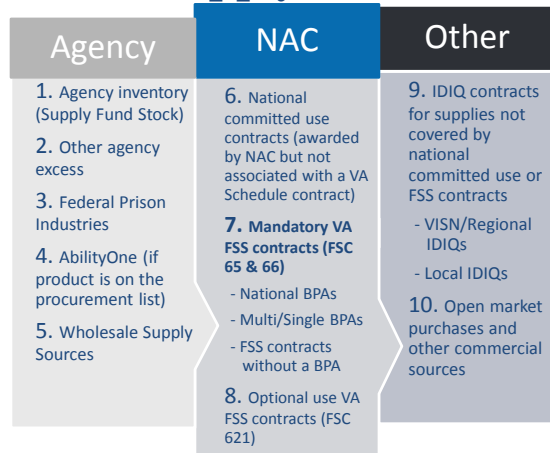 Agency
1. Agency inventory
(Supply Fund Stock)
2. Other agency
excess
3. Federal Prison
Industries
4. AbilityOne (if
product is on the
procurement list)
5. Wholesale Supply
Sources
NAC
6. National
committed use
contracts (awarded
by NAC but not
associated with a VA
Schedule contract)
7. Mandatory VA
FSS contracts (FSC
65 & 66)
- National BPAs
- Multi/Single BPAs
- FSS contracts
without a BPA
8. Optional use VA
FSS contracts (FSC
621)
Other
9. IDIQ contracts
for supplies not
covered by
national
committed use or
FSS contracts
- VISN/Regional
IDIQs
- Local IDIQs
10. Open market
purchases and
other commercial
sources